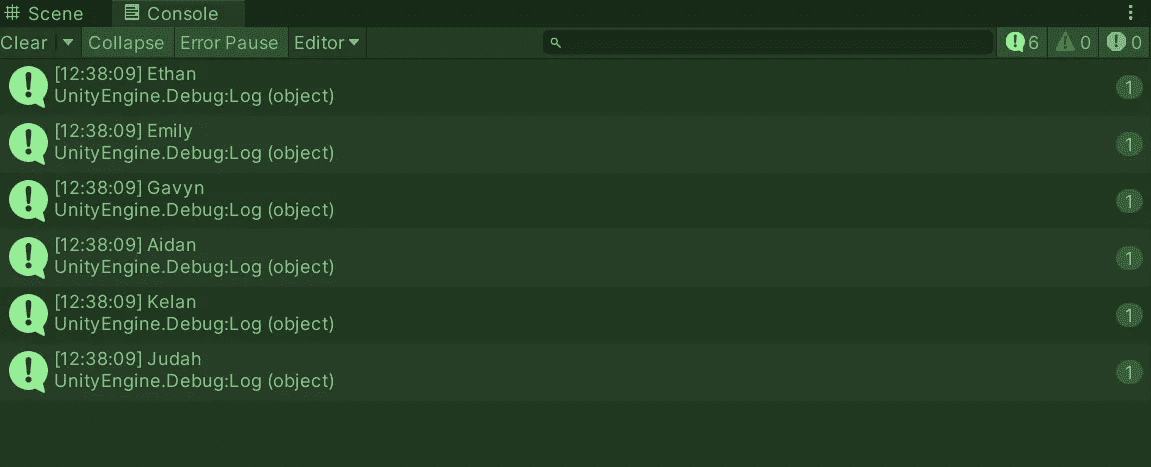 Scene Console
Clear Collapse Error Pause Editor 6 0 0
[12:38:09] Ethan
UnityEngine.Debug:Log (object)
1
[12:38:09] Emily
UnityEngine.Debug:Log (object)
1
[12:38:09] Gavyn
UnityEngine.Debug:Log (object)
1
[12:38:09] Aidan
UnityEngine.Debug:Log (object)
1
[12:38:09] Kelan
UnityEngine.Debug:Log (object)
1
[12:38:09] Judah
UnityEngine.Debug:Log (object)
1